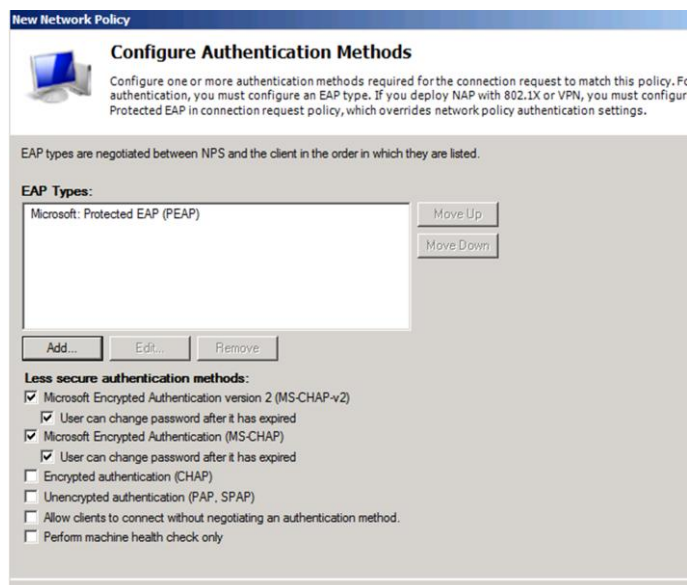 New Network Policy
Configure Authentication Methods
Configure one or more authentication methods required for the connection request to match this policy. Fo
authentication, you must configure an EAP type. If you deploy NAP with 802.1X or VPN, you must configur
Protected EAP in connection request policy, which overrides network policy authentication settings.
EAP types are negotiated between NPS and the client in the order in which they are listed.
EAP Types:
Microsoft: Protected EAP (PEAP)
Move Up
Move Down
Add...
Edit...
Remove
Less secure authentication methods:
Microsoft Encrypted Authentication version 2 (MS-CHAP-v2)
User can change password after it has expired
Microsoft Encrypted Authentication (MS-CHAP)
User can change password after it has expired
Encrypted authentication (CHAP)
Unencrypted authentication (PAP, SPAP)
Allow clients to connect without negotiating an authentication method.
Perform machine health check only